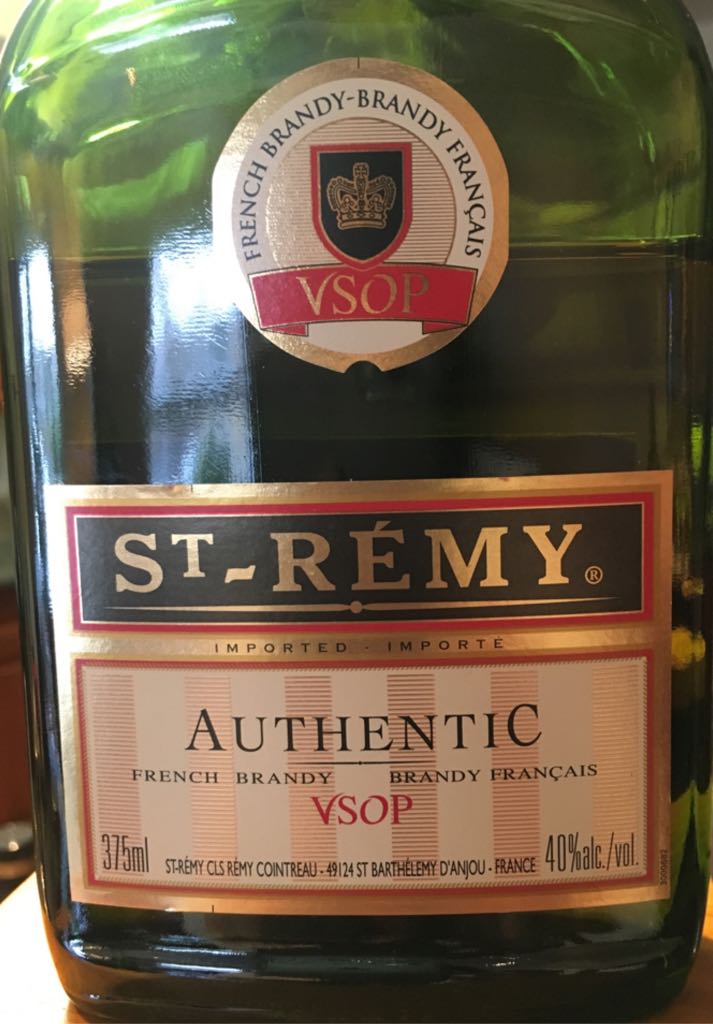 FRENCH BRANDY-BRANDY FRANÇAIS
VSOP
ST-RÉMY®
IMPORTED · IMPORTÉ
AUTHENTIC
FRENCH BRANDY BRANDY FRANÇAIS
VSOP
375ml ST-RÉMY CLS RÉMY COINTREAU - 49124 ST BARTHÉLEMY D'ANJOU - FRANCE 40%alc./vol.
3000682